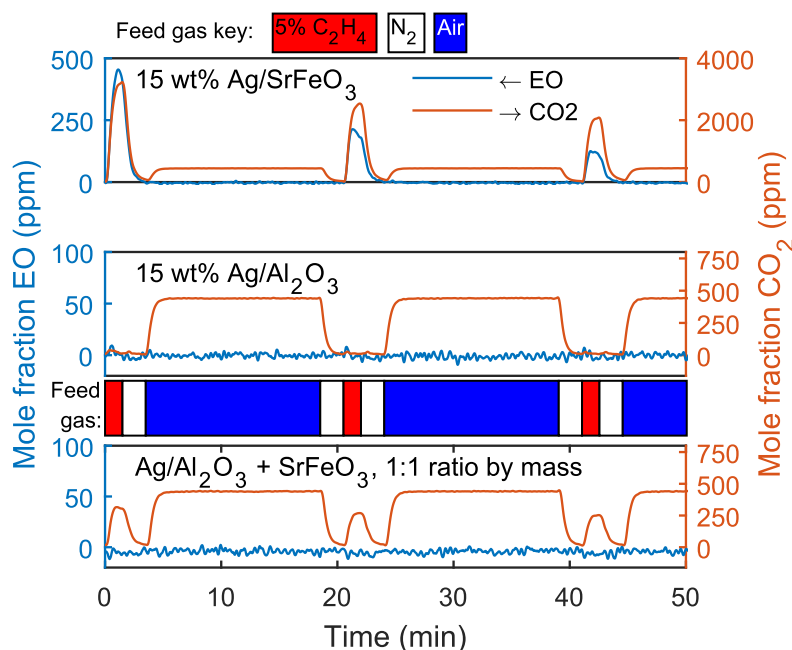 Feed gas key: 5% C2H4 N2 Air
500
250
0
15 wt% Ag/SrFeO3
← EO
→ CO2
4000
2000
0
100
50
0
15 wt% Ag/Al2O3
750
500
250
0
Feed
gas:
100
50
0
Ag/Al2O3 + SrFeO3, 1:1 ratio by mass
750
500
250
0
0 10 20 30 40 50
Time (min)
Mole fraction EO (ppm)
Mole fraction CO2 (ppm)